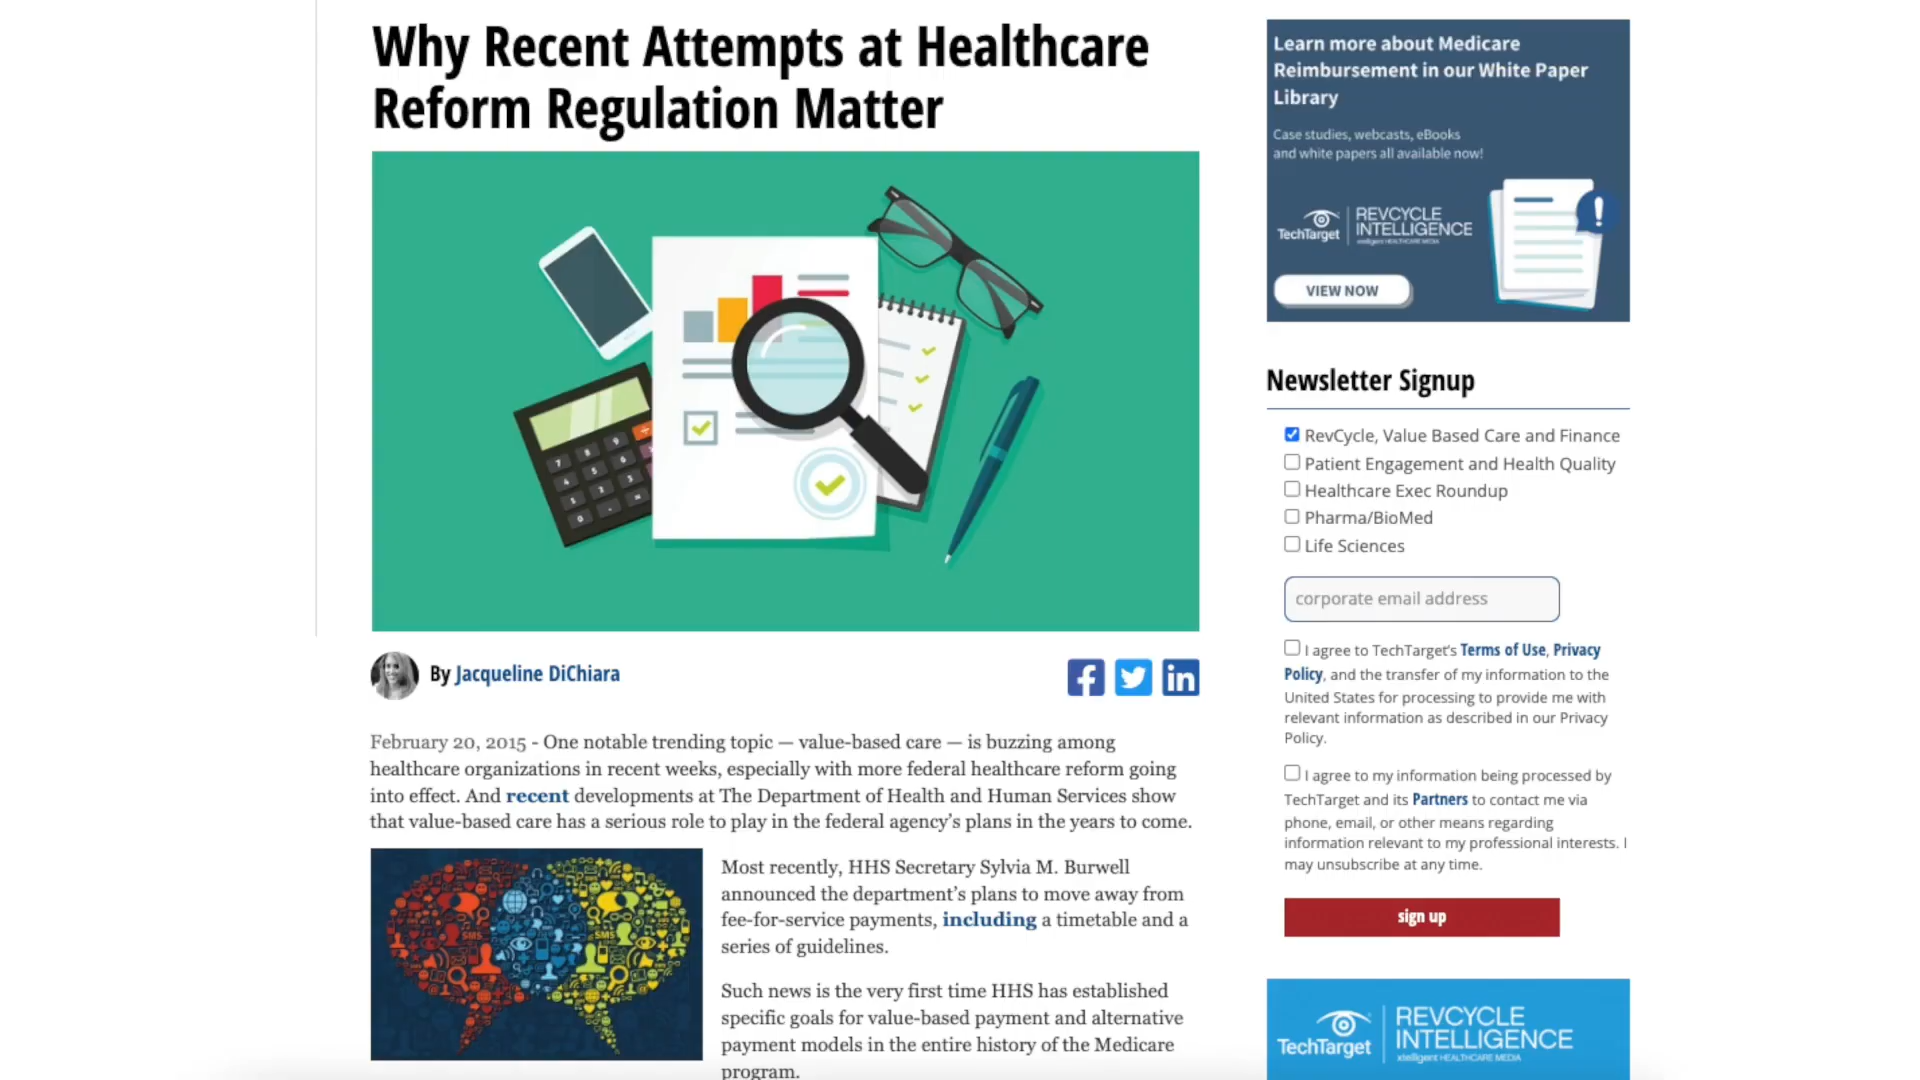 Why Recent Attempts at Healthcare
Reform Regulation Matter
By Jacqueline DiChiara
February 20, 2015 - One notable trending topic — value-based care — is buzzing among
healthcare organizations in recent weeks, especially with more federal healthcare reform going
into effect. And recent developments at The Department of Health and Human Services show
that value-based care has a serious role to play in the federal agency's plans in the years to come.
SMS
SMS
Most recently, HHS Secretary Sylvia M. Burwell
announced the department's plans to move away from
fee-for-service payments, including a timetable and a
series of guidelines.
Such news is the very first time HHS has established
specific goals for value-based payment and alternative
payment models in the entire history of the Medicare
program.
Learn more about Medicare
Reimbursement in our White Paper
Library
Case studies, webcasts, eBooks
and white papers all available now!
TechTarget
REVCYCLE
INTELLIGENCE
xtelligent HEALTHCARE MEDIA
VIEW NOW
Newsletter Signup
RevCycle, Value Based Care and Finance
Patient Engagement and Health Quality
Healthcare Exec Roundup
Pharma/BioMed
Life Sciences
corporate email address
I agree to TechTarget's Terms of Use, Privacy
Policy, and the transfer of my information to the
United States for processing to provide me with
relevant information as described in our Privacy
Policy.
I agree to my information being processed by
TechTarget and its Partners to contact me via
phone, email, or other means regarding
information relevant to my professional interests. I
may unsubscribe at any time.
sign up
TechTarget
REVCYCLE
INTELLIGENCE
xtelligent HEALTHCARE MEDIA